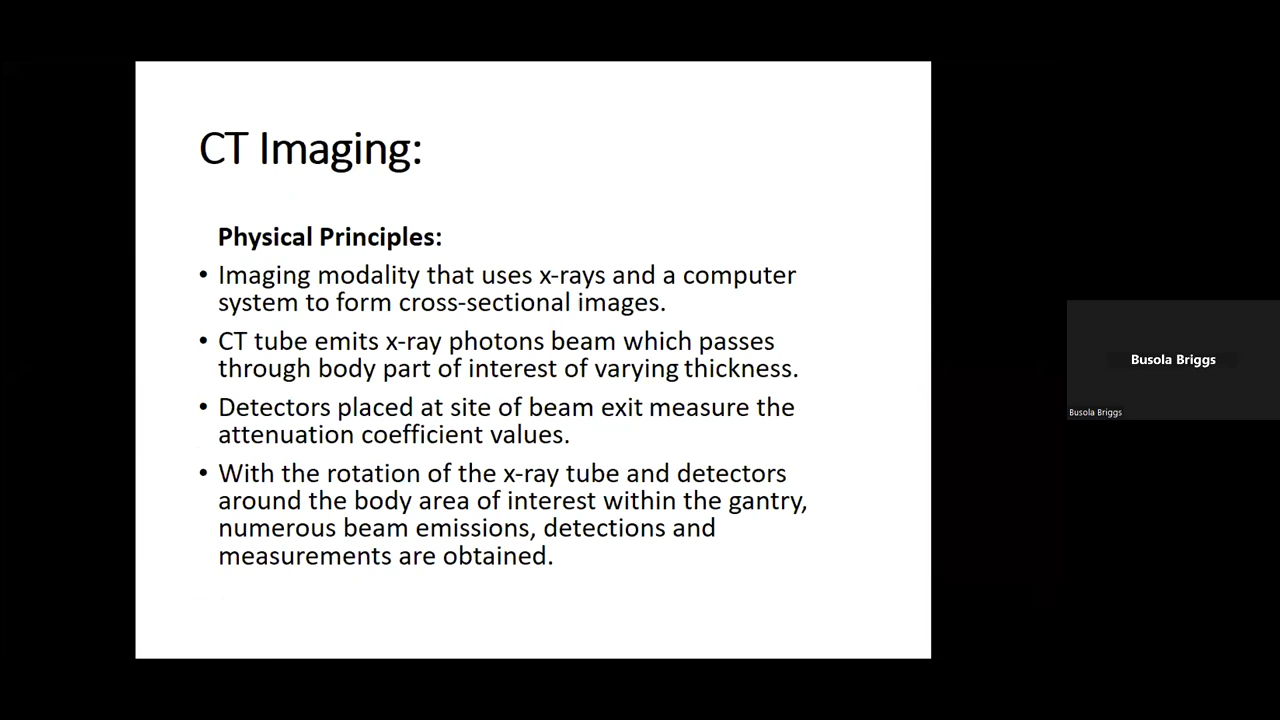 CT Imaging:
Physical Principles:
• Imaging modality that uses x-rays and a computer
system to form cross-sectional images.
• CT tube emits x-ray photons beam which passes
through body part of interest of varying thickness.
• Detectors placed at site of beam exit measure the
attenuation coefficient values.
• With the rotation of the x-ray tube and detectors
around the body area of interest within the gantry,
numerous beam emissions, detections and
measurements are obtained.
Busola Briggs
Busola Briggs